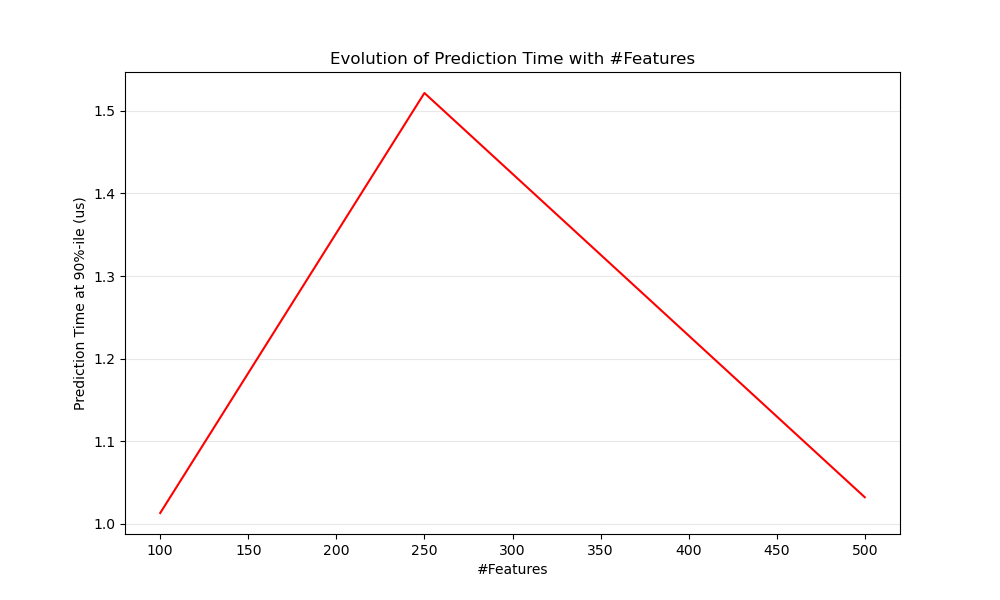 Evolution of Prediction Time with #Features
Prediction Time at 90%-ile (us)
1.5
1.4
1.3
1.2
1.1
1.0
100 150 200 250 300 350 400 450 500
#Features